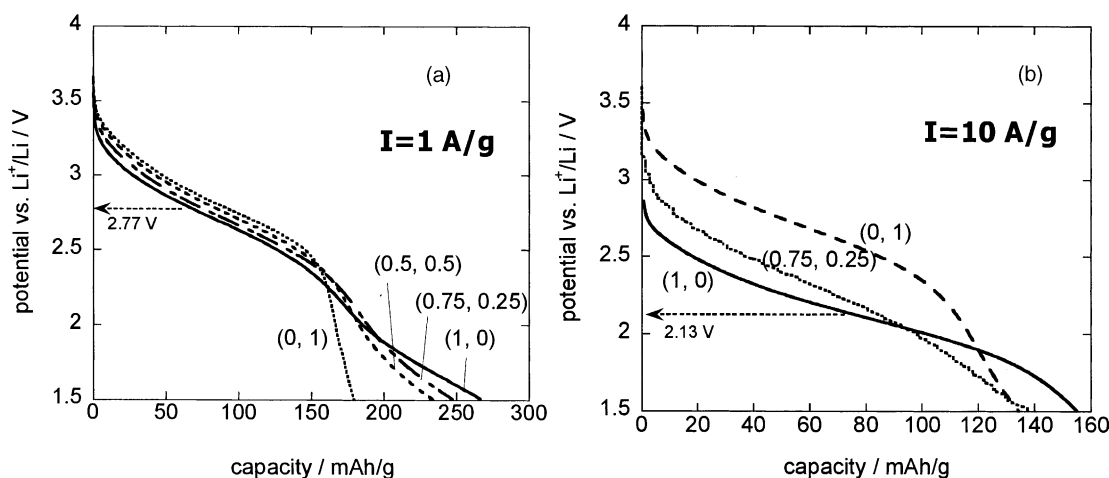 (a)
I=1 A/g
4
3.5
3
2.5
2
1.5
potential vs. Li⁺/Li / V
2.77 V
(0.5, 0.5)
(0.75, 0.25)
(0, 1)
(1, 0)
0 50 100 150 200 250 300
capacity / mAh/g
(b)
I=10 A/g
4
3.5
3
2.5
2
1.5
potential vs. Li⁺/Li / V
(0, 1)
(0.75, 0.25)
(1, 0)
2.13 V
0 20 40 60 80 100 120 140 160
capacity / mAh/g